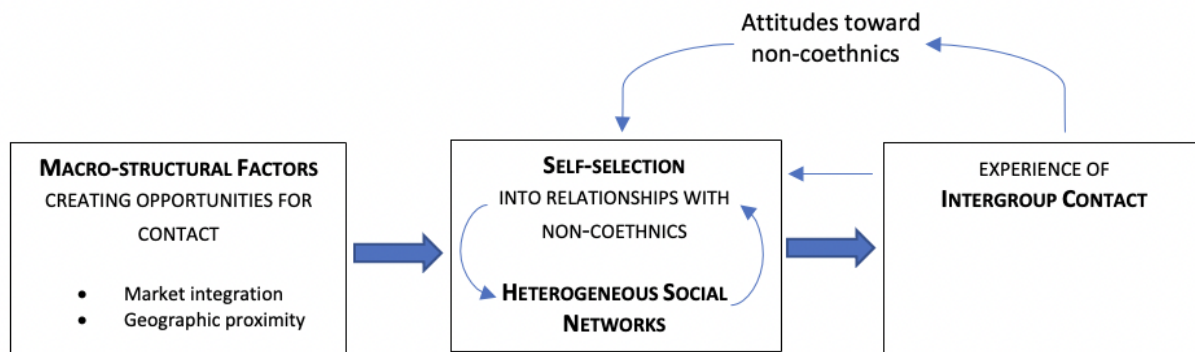 Attitudes toward
non-coethnics
MACRO-STRUCTURAL FACTORS
CREATING OPPORTUNITIES FOR
CONTACT
• Market integration
• Geographic proximity
SELF-SELECTION
INTO RELATIONSHIPS WITH
NON-COETHNICS
HETEROGENEOUS SOCIAL
NETWORKS
EXPERIENCE OF
INTERGROUP CONTACT